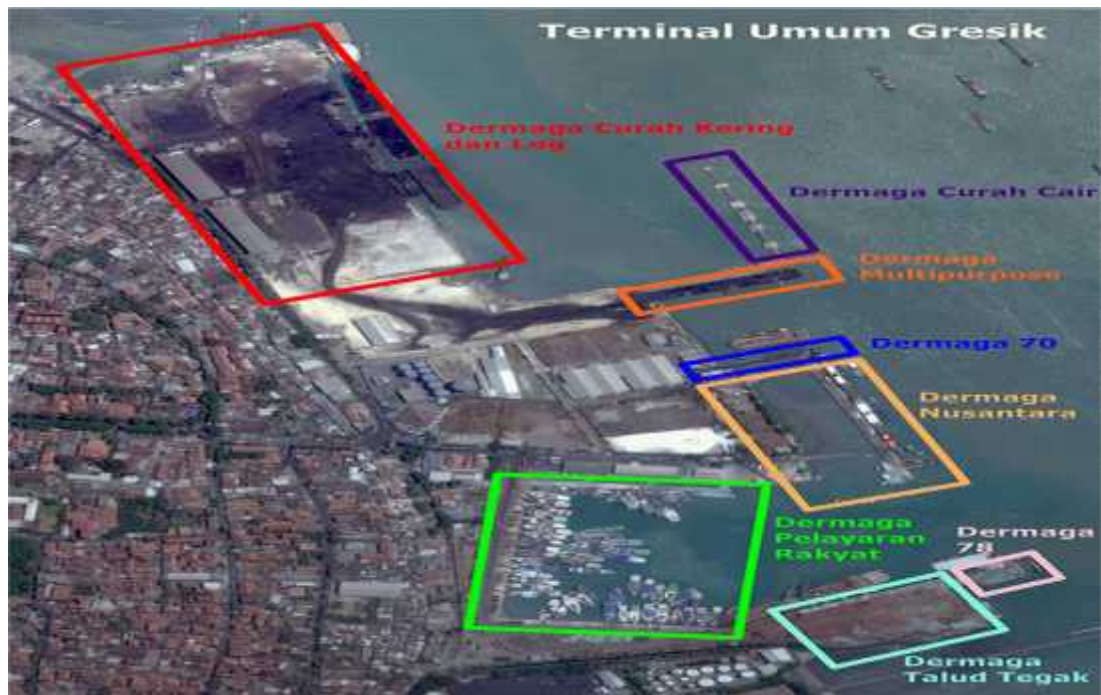 Terminal Umum Gresik
Dermaga Curah Kering
dan Log
Dermaga Curah Cair
Dermaga
Multipurpose
Dermaga 70
Dermaga
Nusantara
Dermaga
Pelayaran
Rakyat
Dermaga
78
Dermaga
Talud Tegak